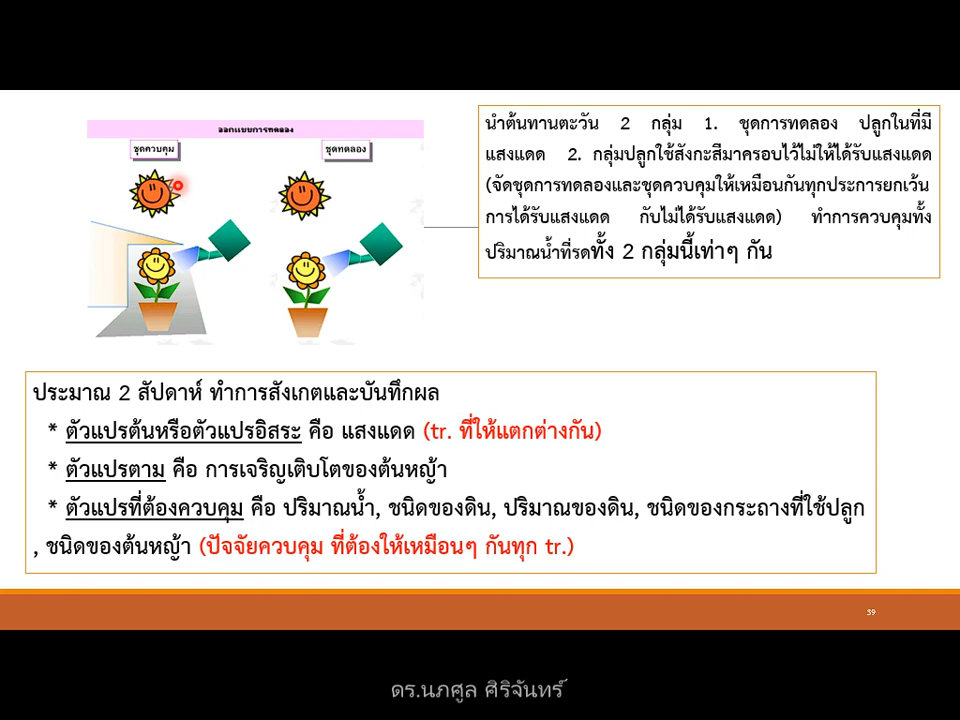 ออกแบบการทดลอง
ชุดควบคุม
ชุดทดลอง
นำต้นทานตะวัน 2 กลุ่ม 1. ชุดการทดลอง ปลูกในที่มี
แสงแดด 2. กลุ่มปลูกใช้สังกะสีมาครอบไว้ไม่ให้ได้รับแสงแดด
(จัดชุดการทดลองและชุดควบคุมให้เหมือนกันทุกประการยกเว้น
การได้รับแสงแดด กับไม่ได้รับแสงแดด) ทำการควบคุมทั้ง
ปริมาณน้ำที่รดทั้ง 2 กลุ่มนี้เท่าๆ กัน
ประมาณ 2 สัปดาห์ ทำการสังเกตและบันทึกผล
* ตัวแปรต้นหรือตัวแปรอิสระ คือ แสงแดด (tr. ที่ให้แตกต่างกัน)
* ตัวแปรตาม คือ การเจริญเติบโตของต้นหญ้า
* ตัวแปรที่ต้องควบคุม คือ ปริมาณน้ำ, ชนิดของดิน, ปริมาณของดิน, ชนิดของกระถางที่ใช้ปลูก
, ชนิดของต้นหญ้า (ปัจจัยควบคุม ที่ต้องให้เหมือนๆ กันทุก tr.)
39
ดร.นภศูล ศิริจันทร์